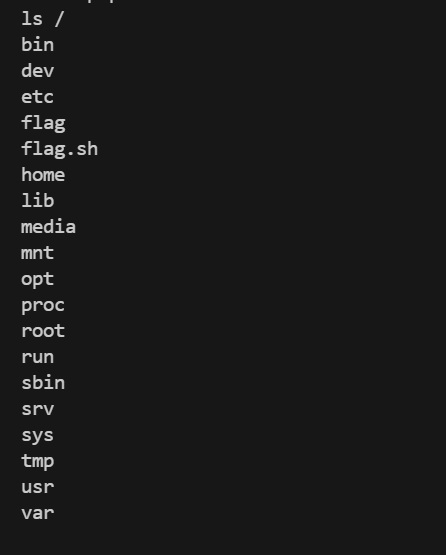 ls /
bin
dev
etc
flag
flag.sh
home
lib
media
mnt
opt
proc
root
run
sbin
srv
sys
tmp
usr
var